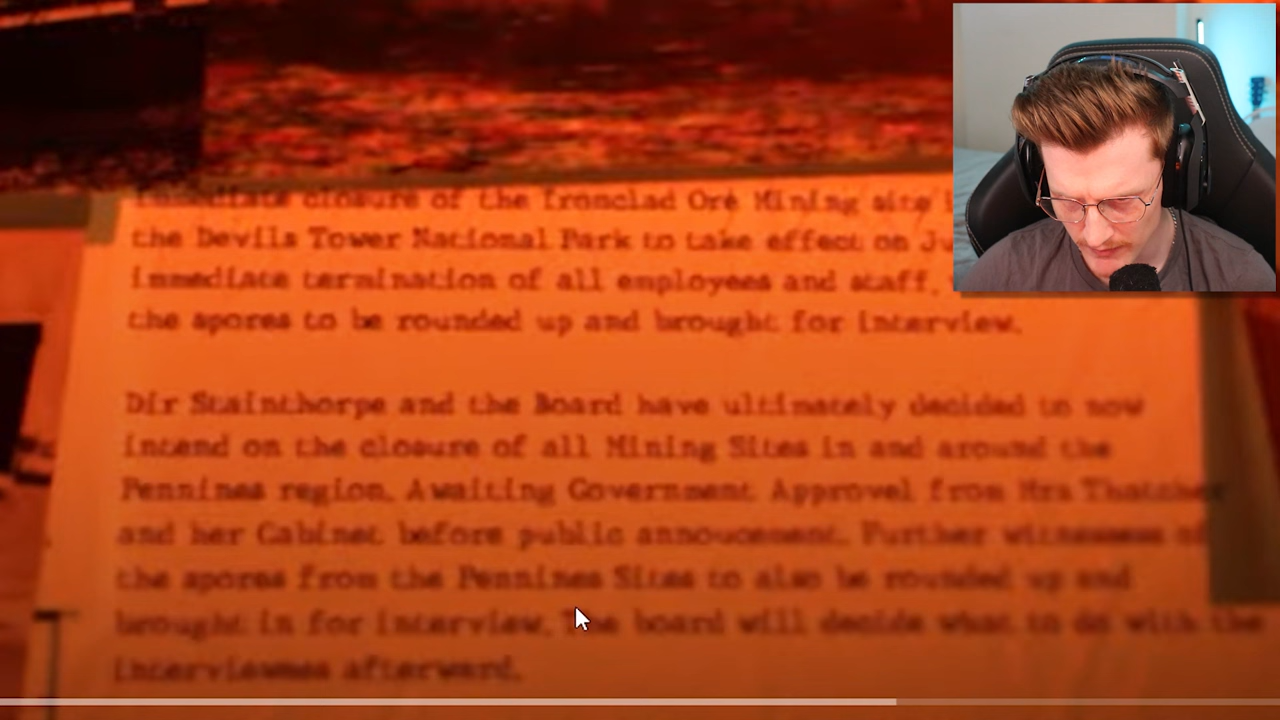 immediate closure of the Ironclad Ore Mining site
the Devils Tower National Park to take effect on Ju
immediate termination of all employees and staff.
the spores to be rounded up and brought for interview.
Dir Stainthorpe and the Board have ultimately decided to now
intend on the closure of all Mining Sites in and around the
Pennines region. Awaiting Government Approvel from Mrs Thatcher
and her Cabinet before public annoucement. Further witnesses of
the spores from the Pennines Sites to also be rounded up and
brought in for interview. The board will decide what to do with the
interviewees afterward.